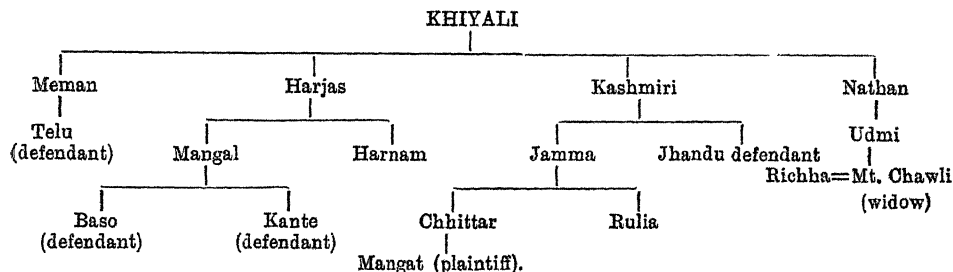 KHIYALI
Meman Harjas Kashmiri Nathan
Telu Udmi
(defendant) Mangal Harnam Jamma Jhandu defendant
Richha=Mt. Chawli
(widow)
Baso Kante Chhittar Rulia
(defendant) (defendant)
Mangat (plaintiff).